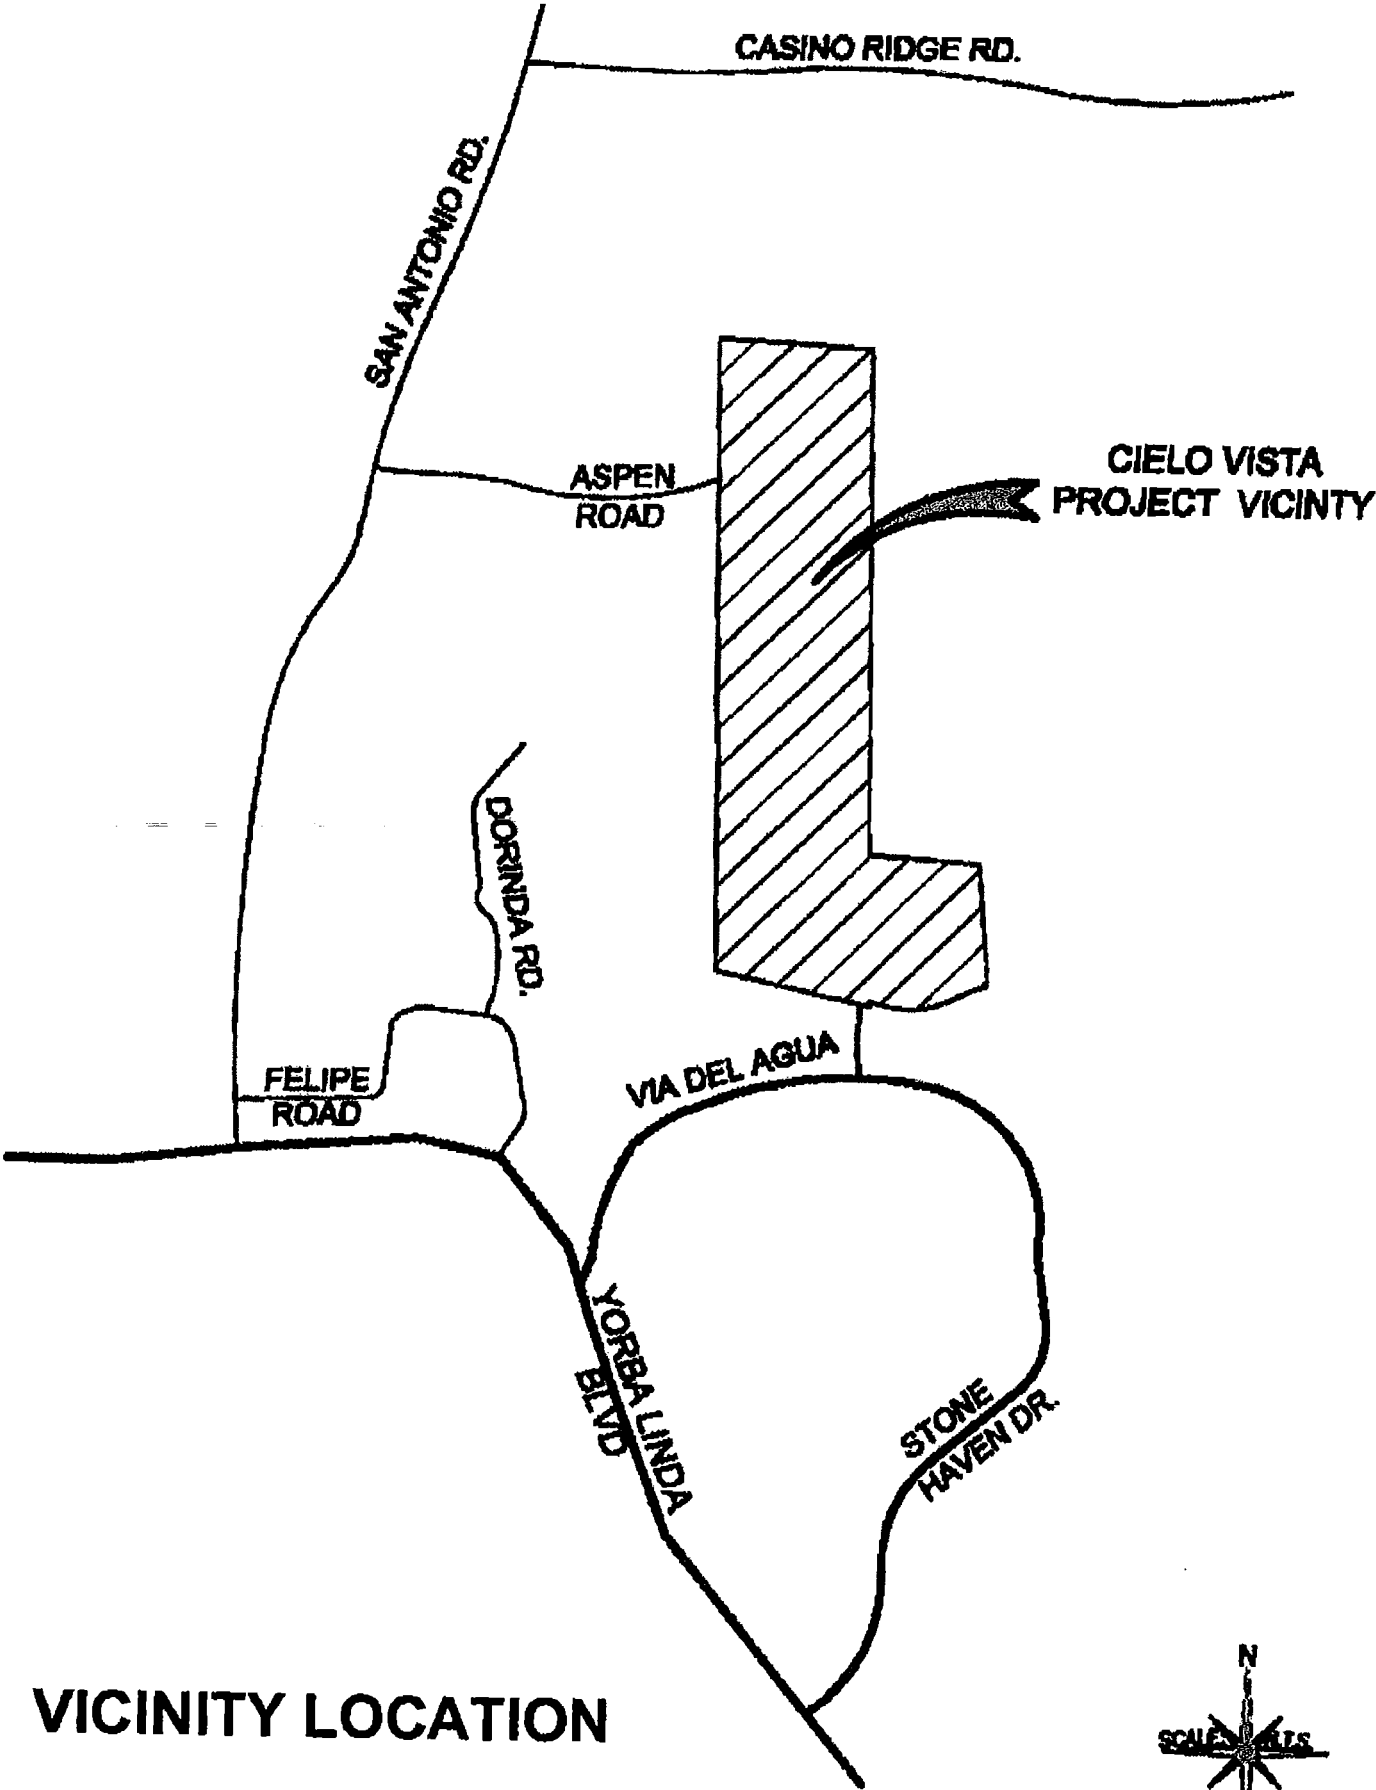 CASINO RIDGE RD.
SAN ANTONIO RD.
CIELO VISTA
PROJECT VICINTY
ASPEN
ROAD
DORINDA RD.
VIA DEL AGUA
FELIPE
ROAD
YORBA LINDA
BLVD
STONE
HAVEN DR.
N
VICINITY LOCATION
SCALE: N.T.S.